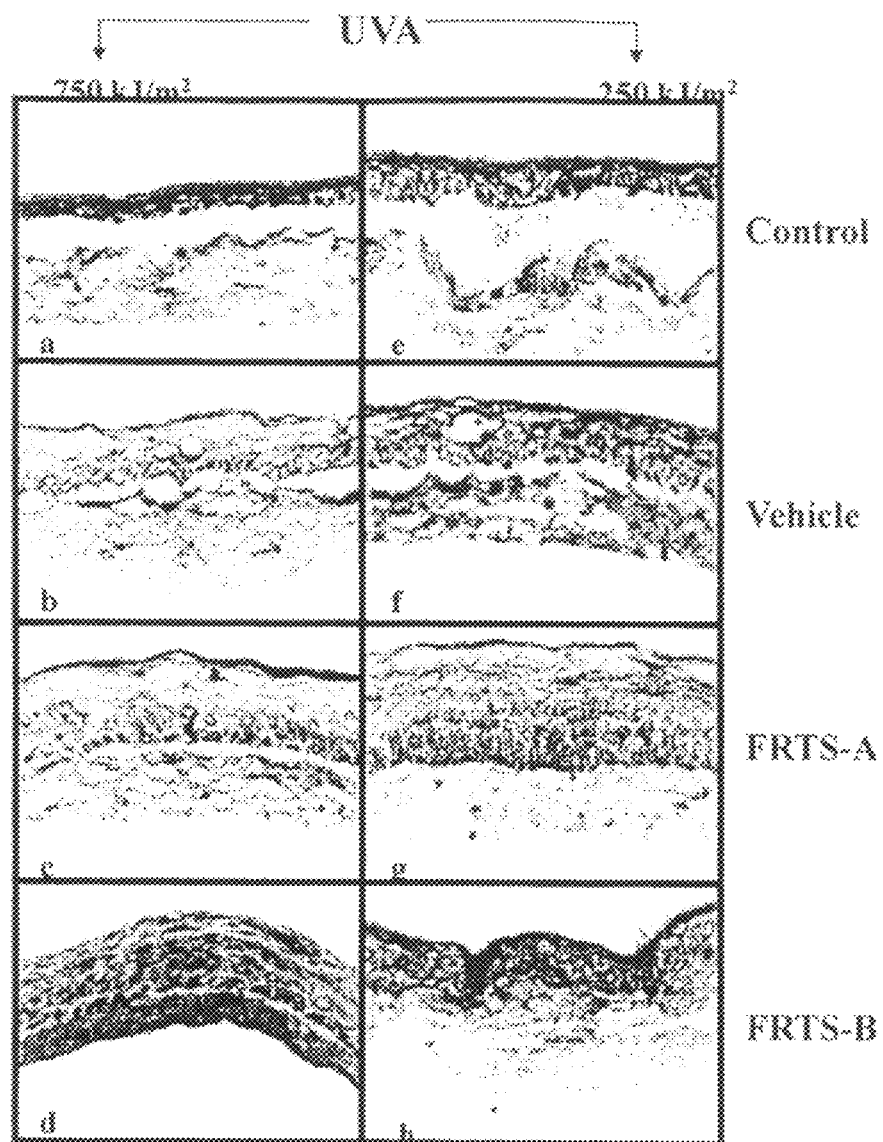 UVA
750 kJ/m²
250 kJ/m²
Control
a
e
Vehicle
b
f
FRTS-A
c
g
FRTS-B
d
h